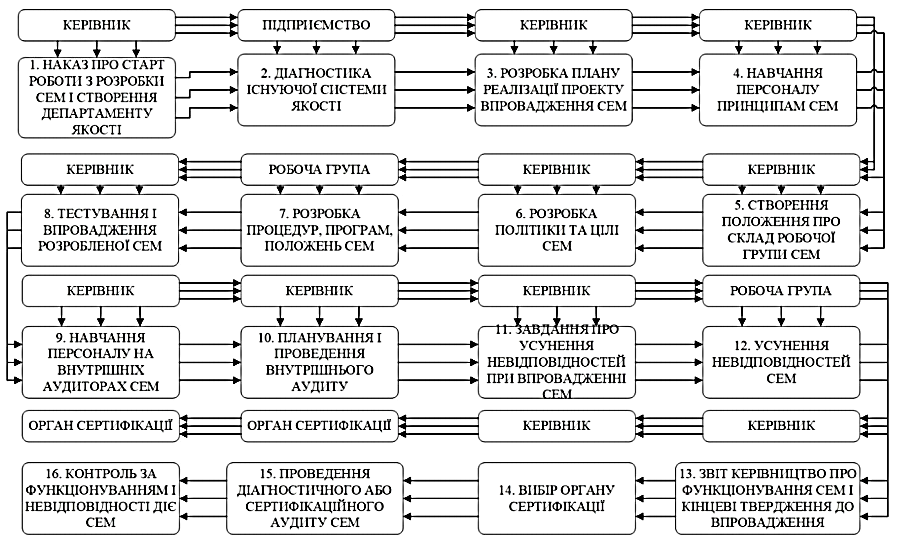 КЕРІВНИК
ПІДПРИЄМСТВО
КЕРІВНИК
КЕРІВНИК
1. НАКАЗ ПРО СТАРТ
РОБОТИ З РОЗРОБКИ
СЕМ І СТВОРЕННЯ
ДЕПАРТАМЕНТУ
ЯКОСТІ
2. ДІАГНОСТИКА
ІСНУЮЧОЇ СИСТЕМИ
ЯКОСТІ
3. РОЗРОБКА ПЛАНУ
РЕАЛІЗАЦІЇ ПРОЕКТУ
ВПРОВАДЖЕННЯ СЕМ
4. НАВЧАННЯ
ПЕРСОНАЛУ
ПРИНЦИПАМ СЕМ
КЕРІВНИК
РОБОЧА ГРУПА
КЕРІВНИК
КЕРІВНИК
8. ТЕСТУВАННЯ І
ВПРОВАДЖЕННЯ
РОЗРОБЛЕНОЇ СЕМ
7. РОЗРОБКА
ПРОЦЕДУР, ПРОГРАМ,
ПОЛОЖЕНЬ СЕМ
6. РОЗРОБКА
ПОЛІТИКИ ТА ЦІЛІ
СЕМ
5. СТВОРЕННЯ
ПОЛОЖЕННЯ ПРО
СКЛАД РОБОЧОЇ
ГРУПИ СЕМ
КЕРІВНИК
КЕРІВНИК
КЕРІВНИК
РОБОЧА ГРУПА
9. НАВЧАННЯ
ПЕРСОНАЛУ НА
ВНУТРІШНІХ
АУДИТОРАХ СЕМ
10. ПЛАНУВАННЯ І
ПРОВЕДЕННЯ
ВНУТРІШНЬОГО
АУДИТУ
11. ЗАВДАННЯ ПРО
УСУНЕННЯ
НЕВІДПОВІДНОСТЕЙ
ПРИ ВПРОВАДЖЕННІ
СЕМ
12. УСУНЕННЯ
НЕВІДПОВІДНОСТЕЙ
СЕМ
ОРГАН СЕРТИФІКАЦІЇ
ОРГАН СЕРТИФІКАЦІЇ
КЕРІВНИК
КЕРІВНИК
16. КОНТРОЛЬ ЗА
ФУНКЦІОНУВАННЯМ І
НЕВІДПОВІДНОСТІ ДІЄ
СЕМ
15. ПРОВЕДЕННЯ
ДІАГНОСТИЧНОГО АБО
СЕРТИФІКАЦІЙНОГО
АУДИТУ СЕМ
14. ВИБІР ОРГАНУ
СЕРТИФІКАЦІЇ
13. ЗВІТ КЕРІВНИЦТВО ПРО
ФУНКЦІОНУВАННЯ СЕМ І
КІНЦЕВІ ТВЕРДЖЕННЯ ДО
ВПРОВАДЖЕННЯ